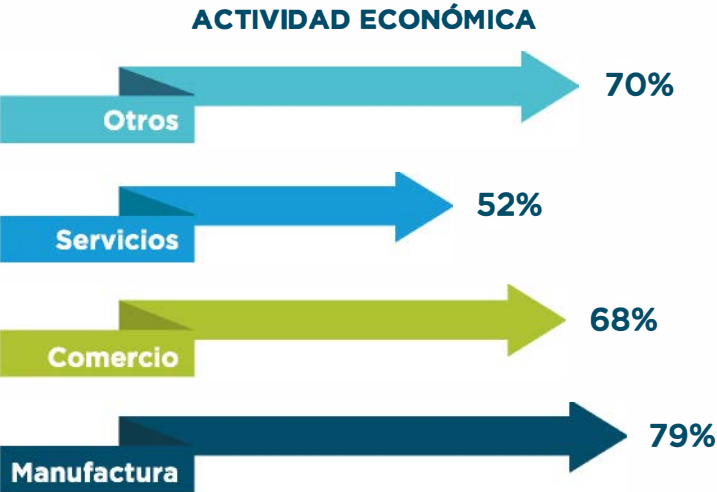 ACTIVIDAD ECONÓMICA
70%
Otros
52%
Servicios
68%
Comercio
79%
Manufactura